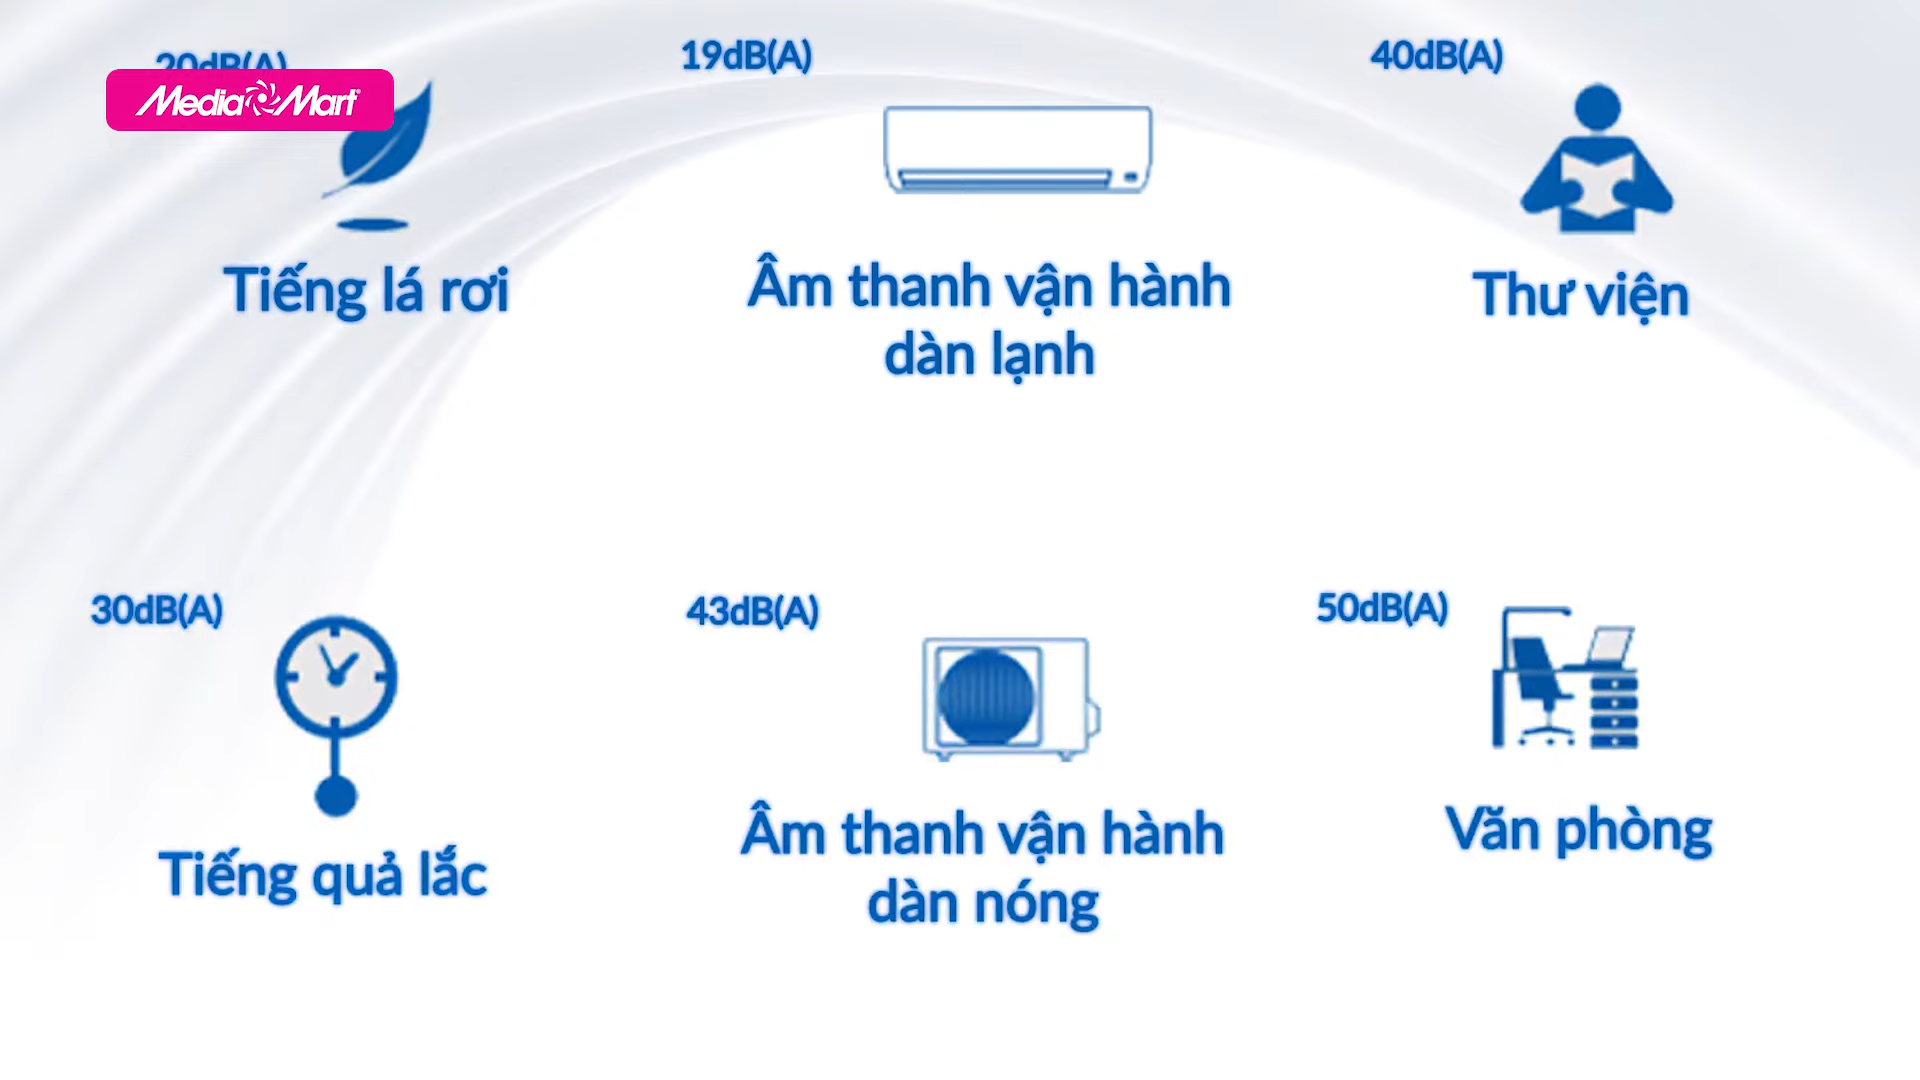 20dB(A)
MediaMart
Tiếng lá rơi
19dB(A)
Âm thanh vận hành
dàn lạnh
40dB(A)
Thư viện
30dB(A)
Tiếng quả lắc
43dB(A)
Âm thanh vận hành
dàn nóng
50dB(A)
Văn phòng